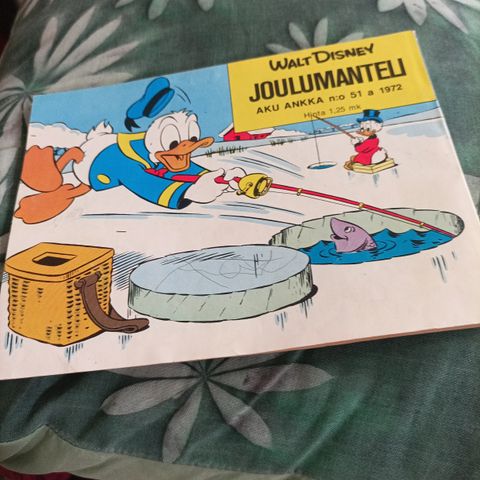 WALT DISNEY
JOULUMANTELI
AKU ANKKA n:o 51 a 1972
Hinta 1,25 mk